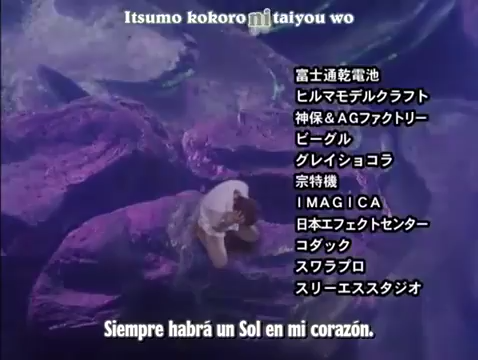 Itsumo kokoro ni taiyou wo
富士通乾電池
ヒルマモデルクラフト
神保＆AGファクトリー
ビーグル
グレイショコラ
宗特機
IMAGICA
日本エフェクトセンター
コダック
スワラプロ
スリーエススタジオ
Siempre habrá un Sol en mi corazón.